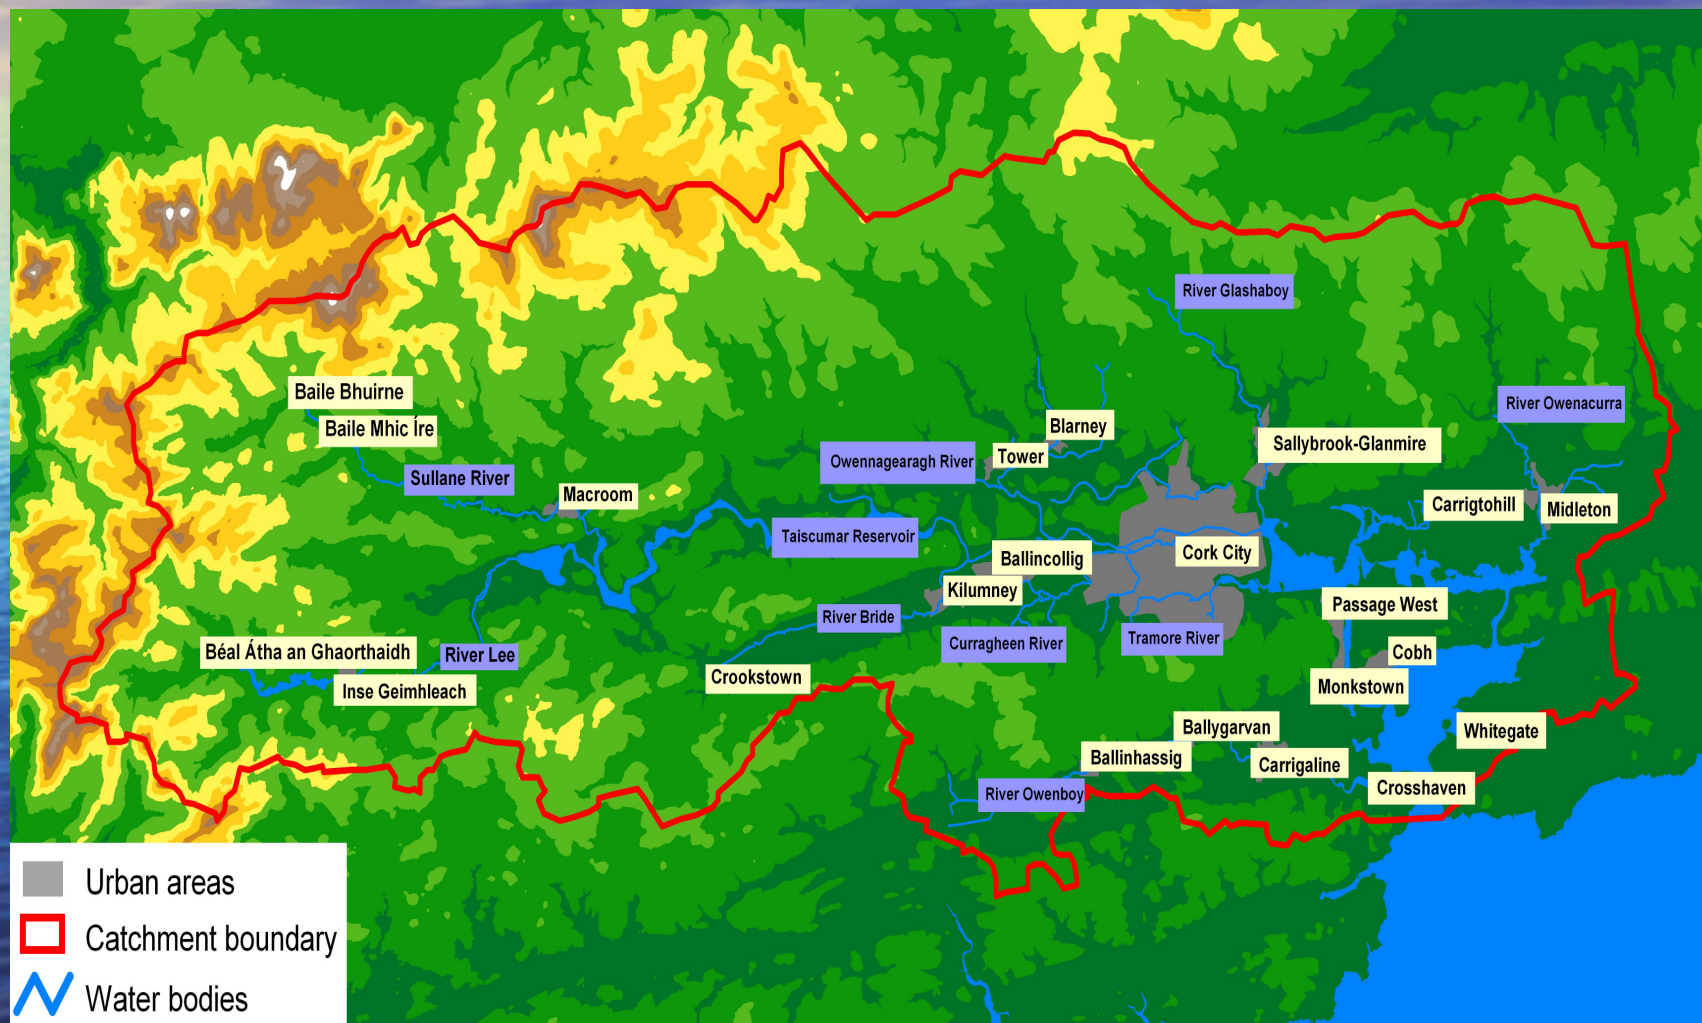 River Glashaboy
Baile Bhuirne
River Owenacurra
Baile Mhic Íre
Blarney
Sallybrook-Glanmire
Owennagearagh River
Tower
Sullane River
Macroom
Carrigtohill
Midleton
Taiscumar Reservoir
Cork City
Ballincollig
Kilumney
Passage West
River Bride
Curragheen River
Tramore River
Béal Átha an Ghaorthaidh
River Lee
Cobh
Crookstown
Inse Geimhleach
Monkstown
Ballygarvan
Whitegate
Ballinhassig
Carrigaline
River Owenboy
Crosshaven
Urban areas
Catchment boundary
Water bodies